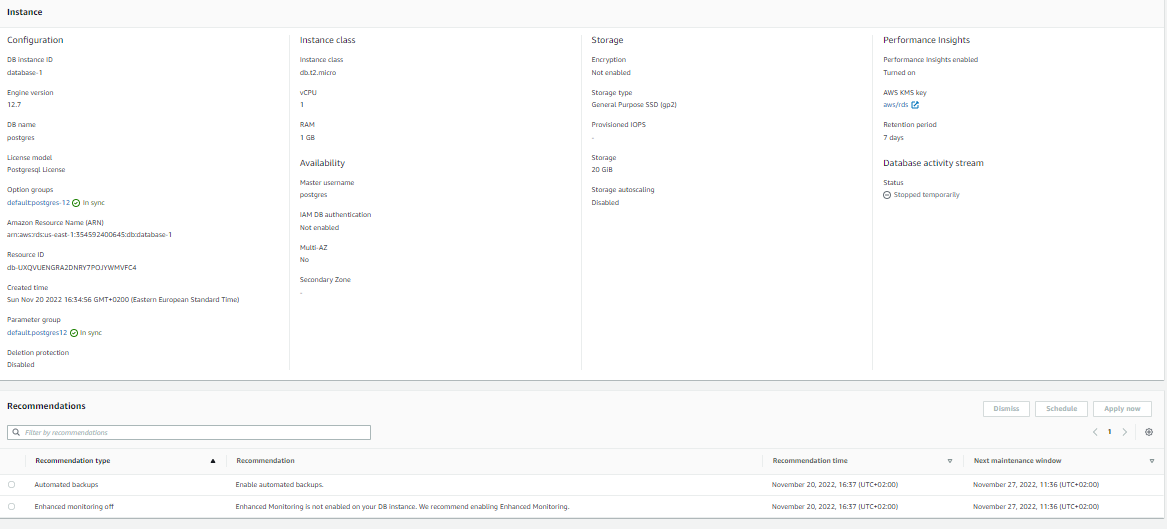 Instance
Configuration
DB instance ID
database-1
Engine version
12.7
DB name
postgres
License model
Postgresql License
Option groups
default:postgres-12 In sync
Amazon Resource Name (ARN)
arn:aws:rds:us-east-1:354592400645:db:database-1
Resource ID
db-UXQVUENGRA2DNRY7POJYWMVFC4
Created time
Sun Nov 20 2022 16:34:56 GMT+0200 (Eastern European Standard Time)
Parameter group
default.postgres12 In sync
Deletion protection
Disabled
Instance class
Instance class
db.t2.micro
vCPU
1
RAM
1 GB
Availability
Master username
postgres
IAM DB authentication
Not enabled
Multi-AZ
No
Secondary Zone
-
Storage
Encryption
Not enabled
Storage type
General Purpose SSD (gp2)
Provisioned IOPS
-
Storage
20 GiB
Storage autoscaling
Disabled
Performance Insights
Performance Insights enabled
Turned on
AWS KMS key
aws/rds
Retention period
7 days
Database activity stream
Status
Stopped temporarily
Recommendations
Dismiss Schedule Apply now
Filter by recommendations
1
Recommendation type Recommendation Recommendation time Next maintenance window
Automated backups Enable automated backups. November 20, 2022, 16:37 (UTC+02:00) November 27, 2022, 11:36 (UTC+02:00)
Enhanced monitoring off Enhanced Monitoring is not enabled on your DB instance. We recommend enabling Enhanced Monitoring. November 20, 2022, 16:37 (UTC+02:00) November 27, 2022, 11:36 (UTC+02:00)